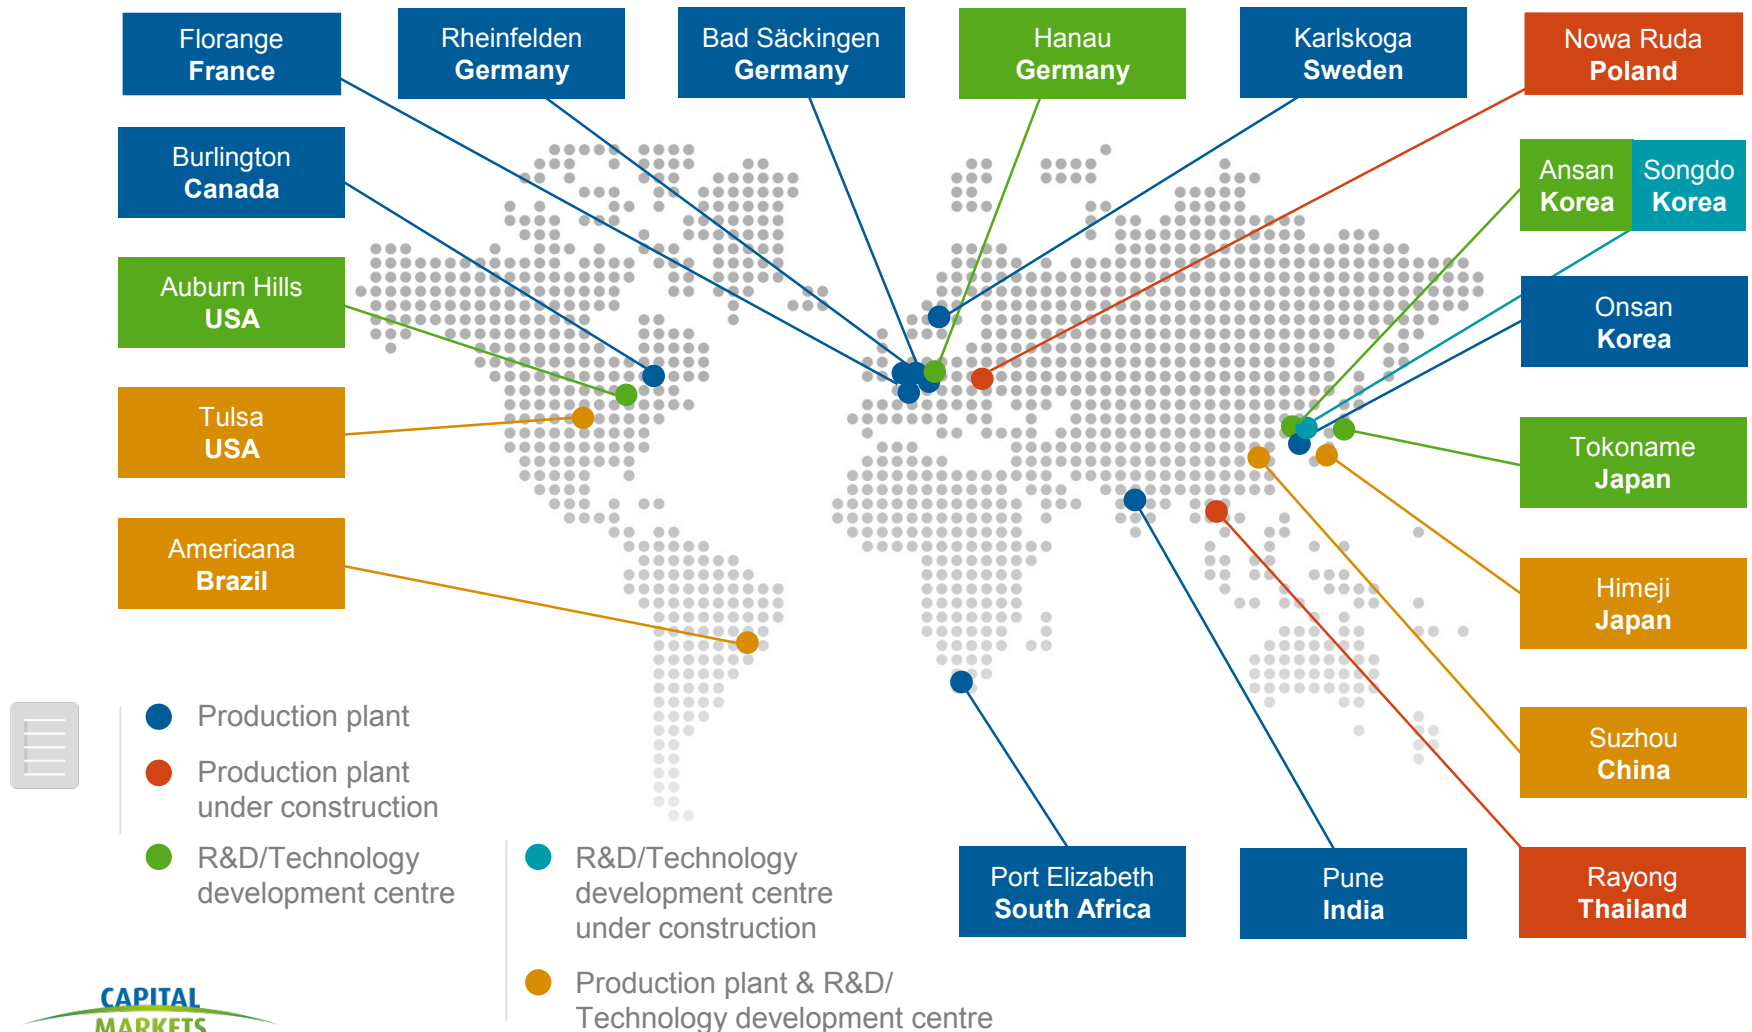 Florange
France
Rheinfelden
Germany
Bad Säckingen
Germany
Hanau
Germany
Karlskoga
Sweden
Nowa Ruda
Poland
Burlington
Canada
Ansan
Korea
Songdo
Korea
Auburn Hills
USA
Onsan
Korea
Tulsa
USA
Tokoname
Japan
Americana
Brazil
Himeji
Japan
Suzhou
China
Port Elizabeth
South Africa
Pune
India
Rayong
Thailand
Production plant
Production plant
under construction
R&D/Technology
development centre
R&D/Technology
development centre
under construction
Production plant & R&D/
Technology development centre
CAPITAL
MARKETS